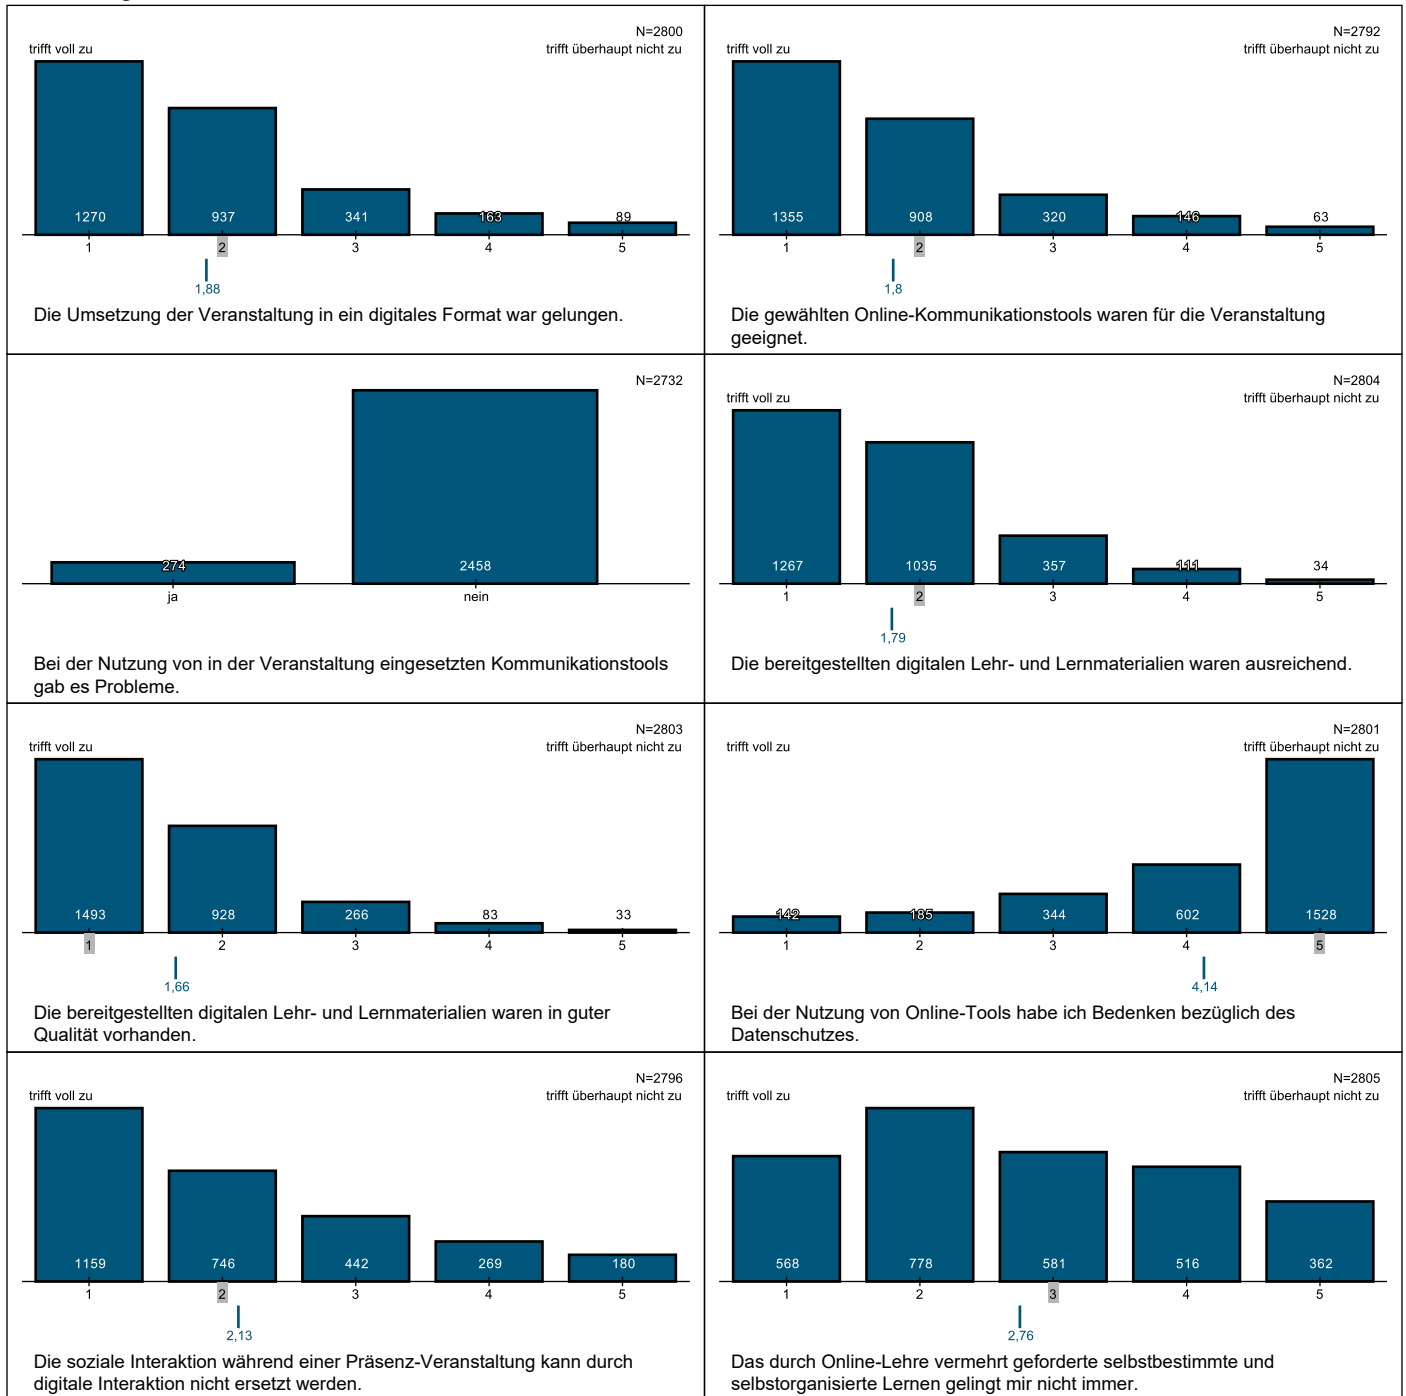 N=2800
trifft voll zu
trifft überhaupt nicht zu
1270
937
341
163
89
1
2
3
4
5
1,88
Die Umsetzung der Veranstaltung in ein digitales Format war gelungen.
N=2792
trifft voll zu
trifft überhaupt nicht zu
1355
908
320
146
63
1
2
3
4
5
1,8
Die gewählten Online-Kommunikationstools waren für die Veranstaltung
geeignet.
N=2732
274
2458
ja
nein
Bei der Nutzung von in der Veranstaltung eingesetzten Kommunikationstools
gab es Probleme.
N=2804
trifft voll zu
trifft überhaupt nicht zu
1267
1035
357
111
34
1
2
3
4
5
1,79
Die bereitgestellten digitalen Lehr- und Lernmaterialien waren ausreichend.
N=2803
trifft voll zu
trifft überhaupt nicht zu
1493
928
266
83
33
1
2
3
4
5
1,66
Die bereitgestellten digitalen Lehr- und Lernmaterialien waren in guter
Qualität vorhanden.
N=2801
trifft voll zu
trifft überhaupt nicht zu
142
185
344
602
1528
1
2
3
4
5
4,14
Bei der Nutzung von Online-Tools habe ich Bedenken bezüglich des
Datenschutzes.
N=2796
trifft voll zu
trifft überhaupt nicht zu
1159
746
442
269
180
1
2
3
4
5
2,13
Die soziale Interaktion während einer Präsenz-Veranstaltung kann durch
digitale Interaktion nicht ersetzt werden.
N=2805
trifft voll zu
trifft überhaupt nicht zu
568
778
581
516
362
1
2
3
4
5
2,76
Das durch Online-Lehre vermehrt geforderte selbstbestimmte und
selbstorganisierte Lernen gelingt mir nicht immer.